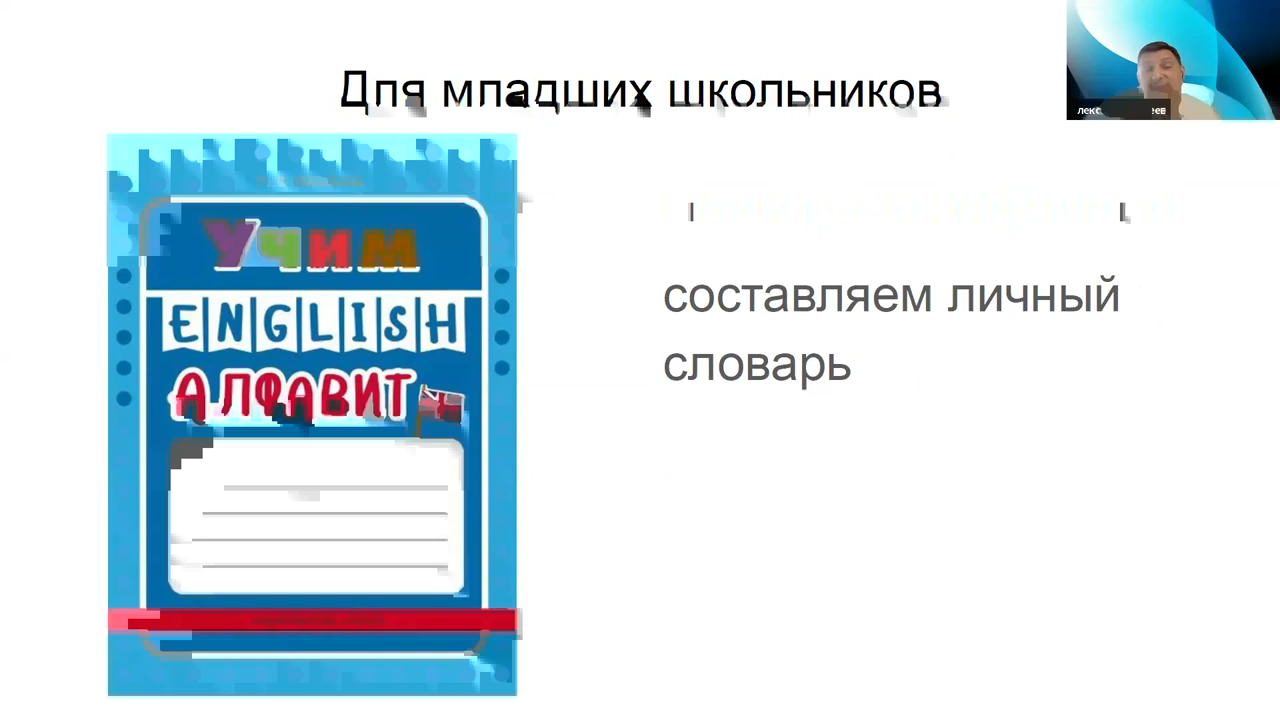 Для младших школьников
Учим
ENGLISH
АЛФАВИТ
составляем личный
словарь